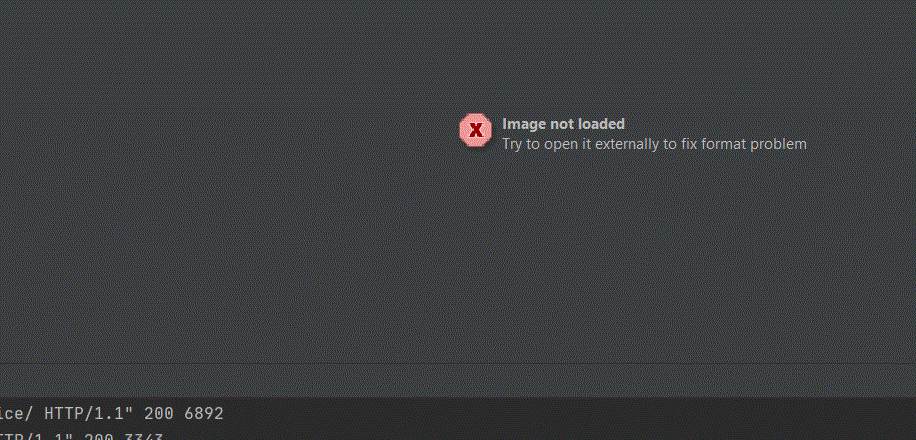 X
Image not loaded
Try to open it externally to fix format problem
ice/ HTTP/1.1" 200 6892
TTP/1.1" 200 3343